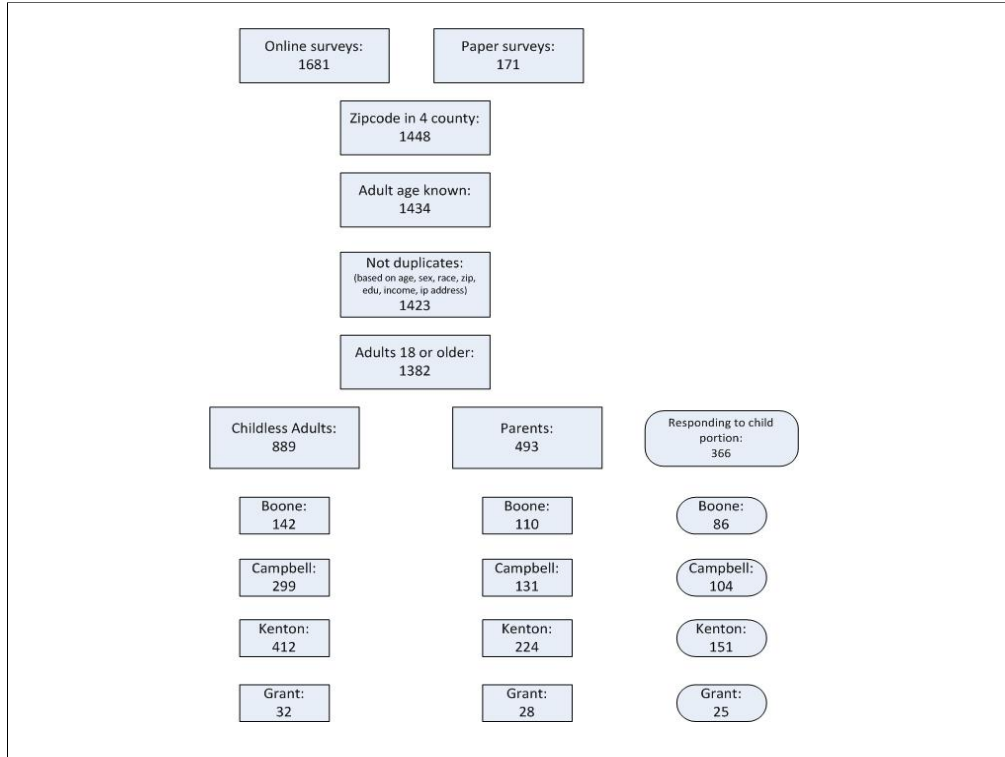 Online surveys:
1681
Paper surveys:
171
Zipcode in 4 county:
1448
Adult age known:
1434
Not duplicates:
(based on age, sex, race, zip,
edu, income, ip address)
1423
Adults 18 or older:
1382
Childless Adults:
889
Parents:
493
Responding to child
portion:
366
Boone:
142
Boone:
110
Boone:
86
Campbell:
299
Campbell:
131
Campbell:
104
Kenton:
412
Kenton:
224
Kenton:
151
Grant:
32
Grant:
28
Grant:
25